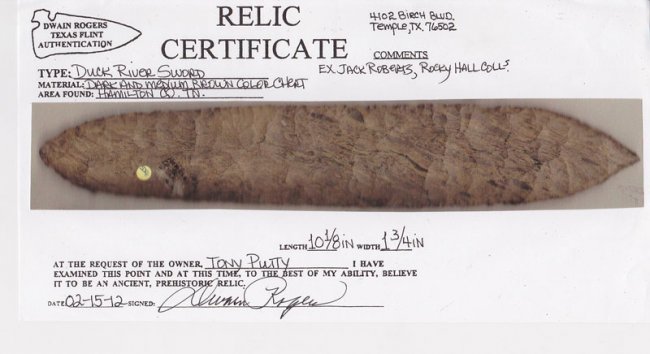 DWAIN ROGERS
TEXAS FLINT
AUTHENTICATION
RELIC
CERTIFICATE
4102 BIRCH BLVD.
TEMPLE, TX, 76502
COMMENTS
EX. JACK ROBERTS, ROCKY HALL COLLS.
TYPE: DUCK RIVER SWORD
MATERIAL: DARK AND MEDIUM BROWN COLOR CHERT
AREA FOUND: HAMILTON CO. TN.
LENGTH 10 1/8 IN WIDTH 1 3/4 IN
AT THE REQUEST OF THE OWNER, TONY PUTTY I HAVE
EXAMINED THIS POINT AND AT THIS TIME, TO THE BEST OF MY ABILITY, BELIEVE
IT TO BE AN ANCIENT, PREHISTORIC RELIC.
DATE 02-15-12 SIGNED: Dwain Rogers